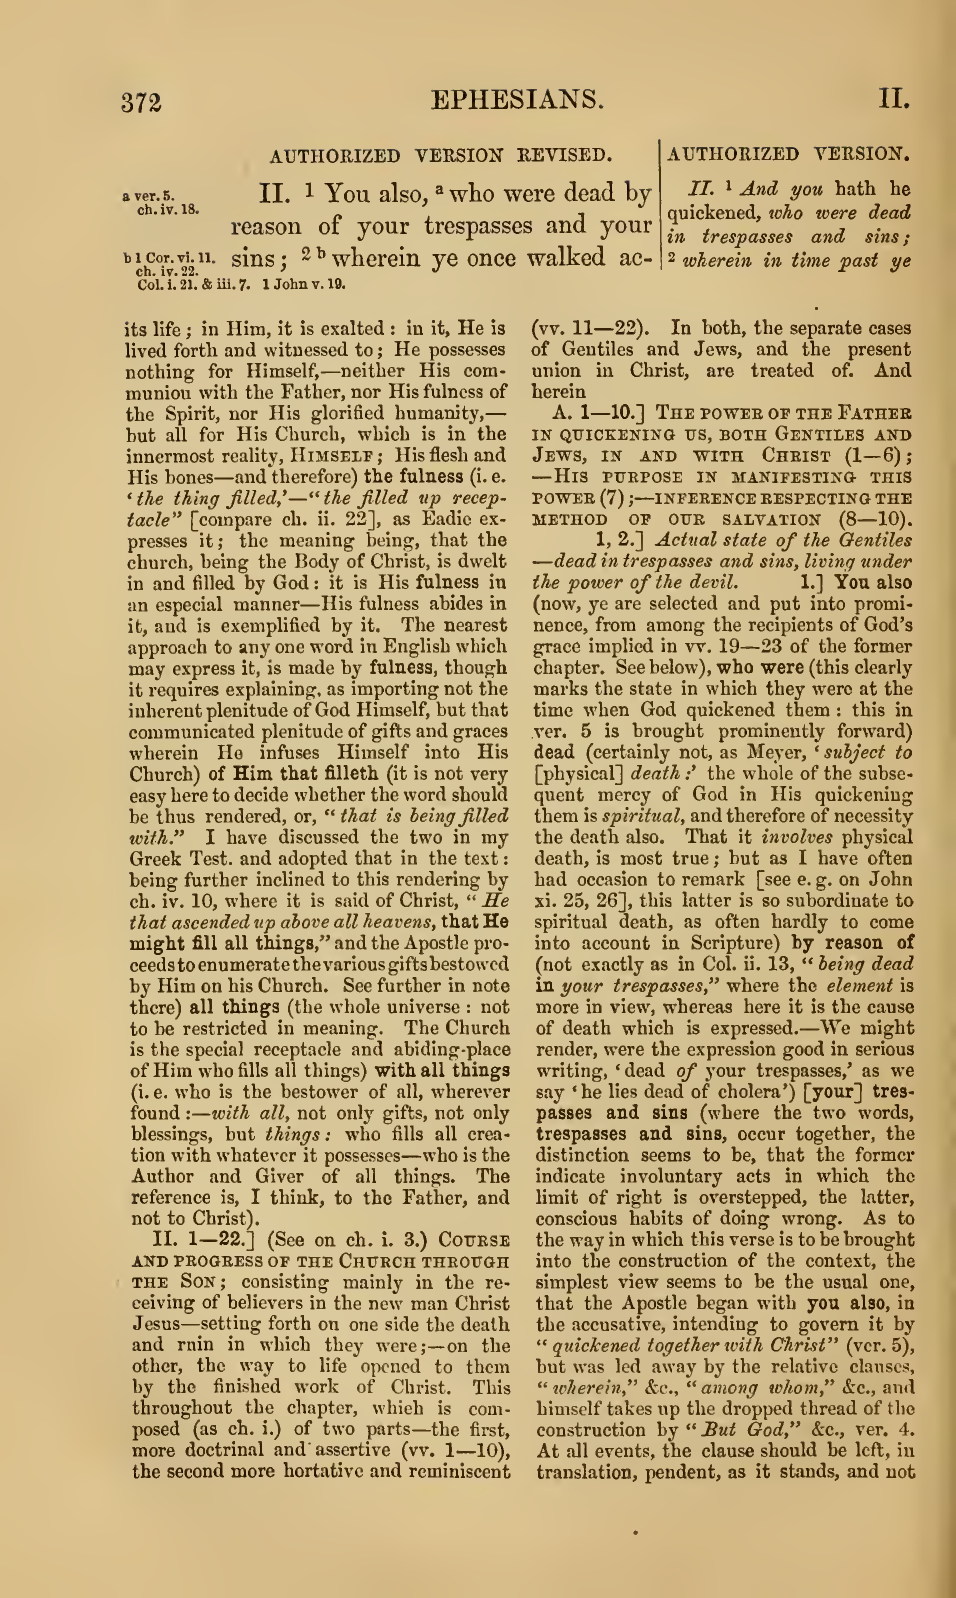 372
EPHESIANS.
II.
AUTHORIZED VERSION REVISED.
a ver. 5.
ch. iv. 18.
II. 1 You also, a who were dead by
reason of your trespasses and your
b 1 Cor. vi. 11.
ch. iv. 22.
Col. i. 21. & iii. 7. 1 John v. 19.
sins ; 2 b wherein ye once walked ac-
AUTHORIZED VERSION.
II. 1 And you hath he
quickened, who were dead
in trespasses and sins ;
2 wherein in time past ye
its life ; in Him, it is exalted : in it, He is
lived forth and witnessed to ; He possesses
nothing for Himself,—neither His com-
muniou with the Father, nor His fulness of
the Spirit, nor His glorified humanity,—
but all for His Church, which is in the
innermost reality, HIMSELF ; His flesh and
His bones—and therefore) the fulness (i. e.
‘ the thing filled,’—“ the filled up recep-
tacle” [compare ch. ii. 22], as Eadie ex-
presses it ; the meaning being, that the
church, being the Body of Christ, is dwelt
in and filled by God : it is His fulness in
an especial manner—His fulness abides in
it, and is exemplified by it. The nearest
approach to any one word in English which
may express it, is made by fulness, though
it requires explaining, as importing not the
inherent plenitude of God Himself, but that
communicated plenitude of gifts and graces
wherein He infuses Himself into His
Church) of Him that filleth (it is not very
easy here to decide whether the word should
be thus rendered, or, “ that is being filled
with.” I have discussed the two in my
Greek Test. and adopted that in the text :
being further inclined to this rendering by
ch. iv. 10, where it is said of Christ, “ He
that ascended up above all heavens, that He
might fill all things,” and the Apostle pro-
ceeds to enumerate the various gifts bestowed
by Him on his Church. See further in note
there) all things (the whole universe : not
to be restricted in meaning. The Church
is the special receptacle and abiding-place
of Him who fills all things) with all things
(i. e. who is the bestower of all, wherever
found :—with all, not only gifts, not only
blessings, but things : who fills all crea-
tion with whatever it possesses—who is the
Author and Giver of all things. The
reference is, I think, to the Father, and
not to Christ).
II. 1—22.] (See on ch. i. 3.) COURSE
AND PROGRESS OF THE CHURCH THROUGH
THE SON ; consisting mainly in the re-
ceiving of believers in the new man Christ
Jesus—setting forth on one side the death
and ruin in which they were ;—on the
other, the way to life opened to them
by the finished work of Christ. This
throughout the chapter, which is com-
posed (as ch. i.) of two parts—the first,
more doctrinal and assertive (vv. 1—10),
the second more hortative and reminiscent
(vv. 11—22). In both, the separate cases
of Gentiles and Jews, and the present
union in Christ, are treated of. And
herein
A. 1—10.] THE POWER OF THE FATHER
IN QUICKENING US, BOTH GENTILES AND
JEWS, IN AND WITH CHRIST (1—6) ;
—HIS PURPOSE IN MANIFESTING THIS
POWER (7) ;—INFERENCE RESPECTING THE
METHOD OF OUR SALVATION (8—10).
1, 2.] Actual state of the Gentiles
—dead in trespasses and sins, living under
the power of the devil. 1.] You also
(now, ye are selected and put into promi-
nence, from among the recipients of God’s
grace implied in vv. 19—23 of the former
chapter. See below), who were (this clearly
marks the state in which they were at the
time when God quickened them : this in
ver. 5 is brought prominently forward)
dead (certainly not, as Meyer, ‘ subject to
[physical] death :’ the whole of the subse-
quent mercy of God in His quickening
them is spiritual, and therefore of necessity
the death also. That it involves physical
death, is most true ; but as I have often
had occasion to remark [see e. g. on John
xi. 25, 26], this latter is so subordinate to
spiritual death, as often hardly to come
into account in Scripture) by reason of
(not exactly as in Col. ii. 13, “ being dead
in your trespasses,” where the element is
more in view, whereas here it is the cause
of death which is expressed.—We might
render, were the expression good in serious
writing, ‘ dead of your trespasses,’ as we
say ‘ he lies dead of cholera’) [your] tres-
passes and sins (where the two words,
trespasses and sins, occur together, the
distinction seems to be, that the former
indicate involuntary acts in which the
limit of right is overstepped, the latter,
conscious habits of doing wrong. As to
the way in which this verse is to be brought
into the construction of the context, the
simplest view seems to be the usual one,
that the Apostle began with you also, in
the accusative, intending to govern it by
“ quickened together with Christ” (ver. 5),
but was led away by the relative clauses,
“ wherein,” &c., “ among whom,” &c., and
himself takes up the dropped thread of the
construction by “ But God,” &c., ver. 4.
At all events, the clause should be left, in
translation, pendent, as it stands, and not